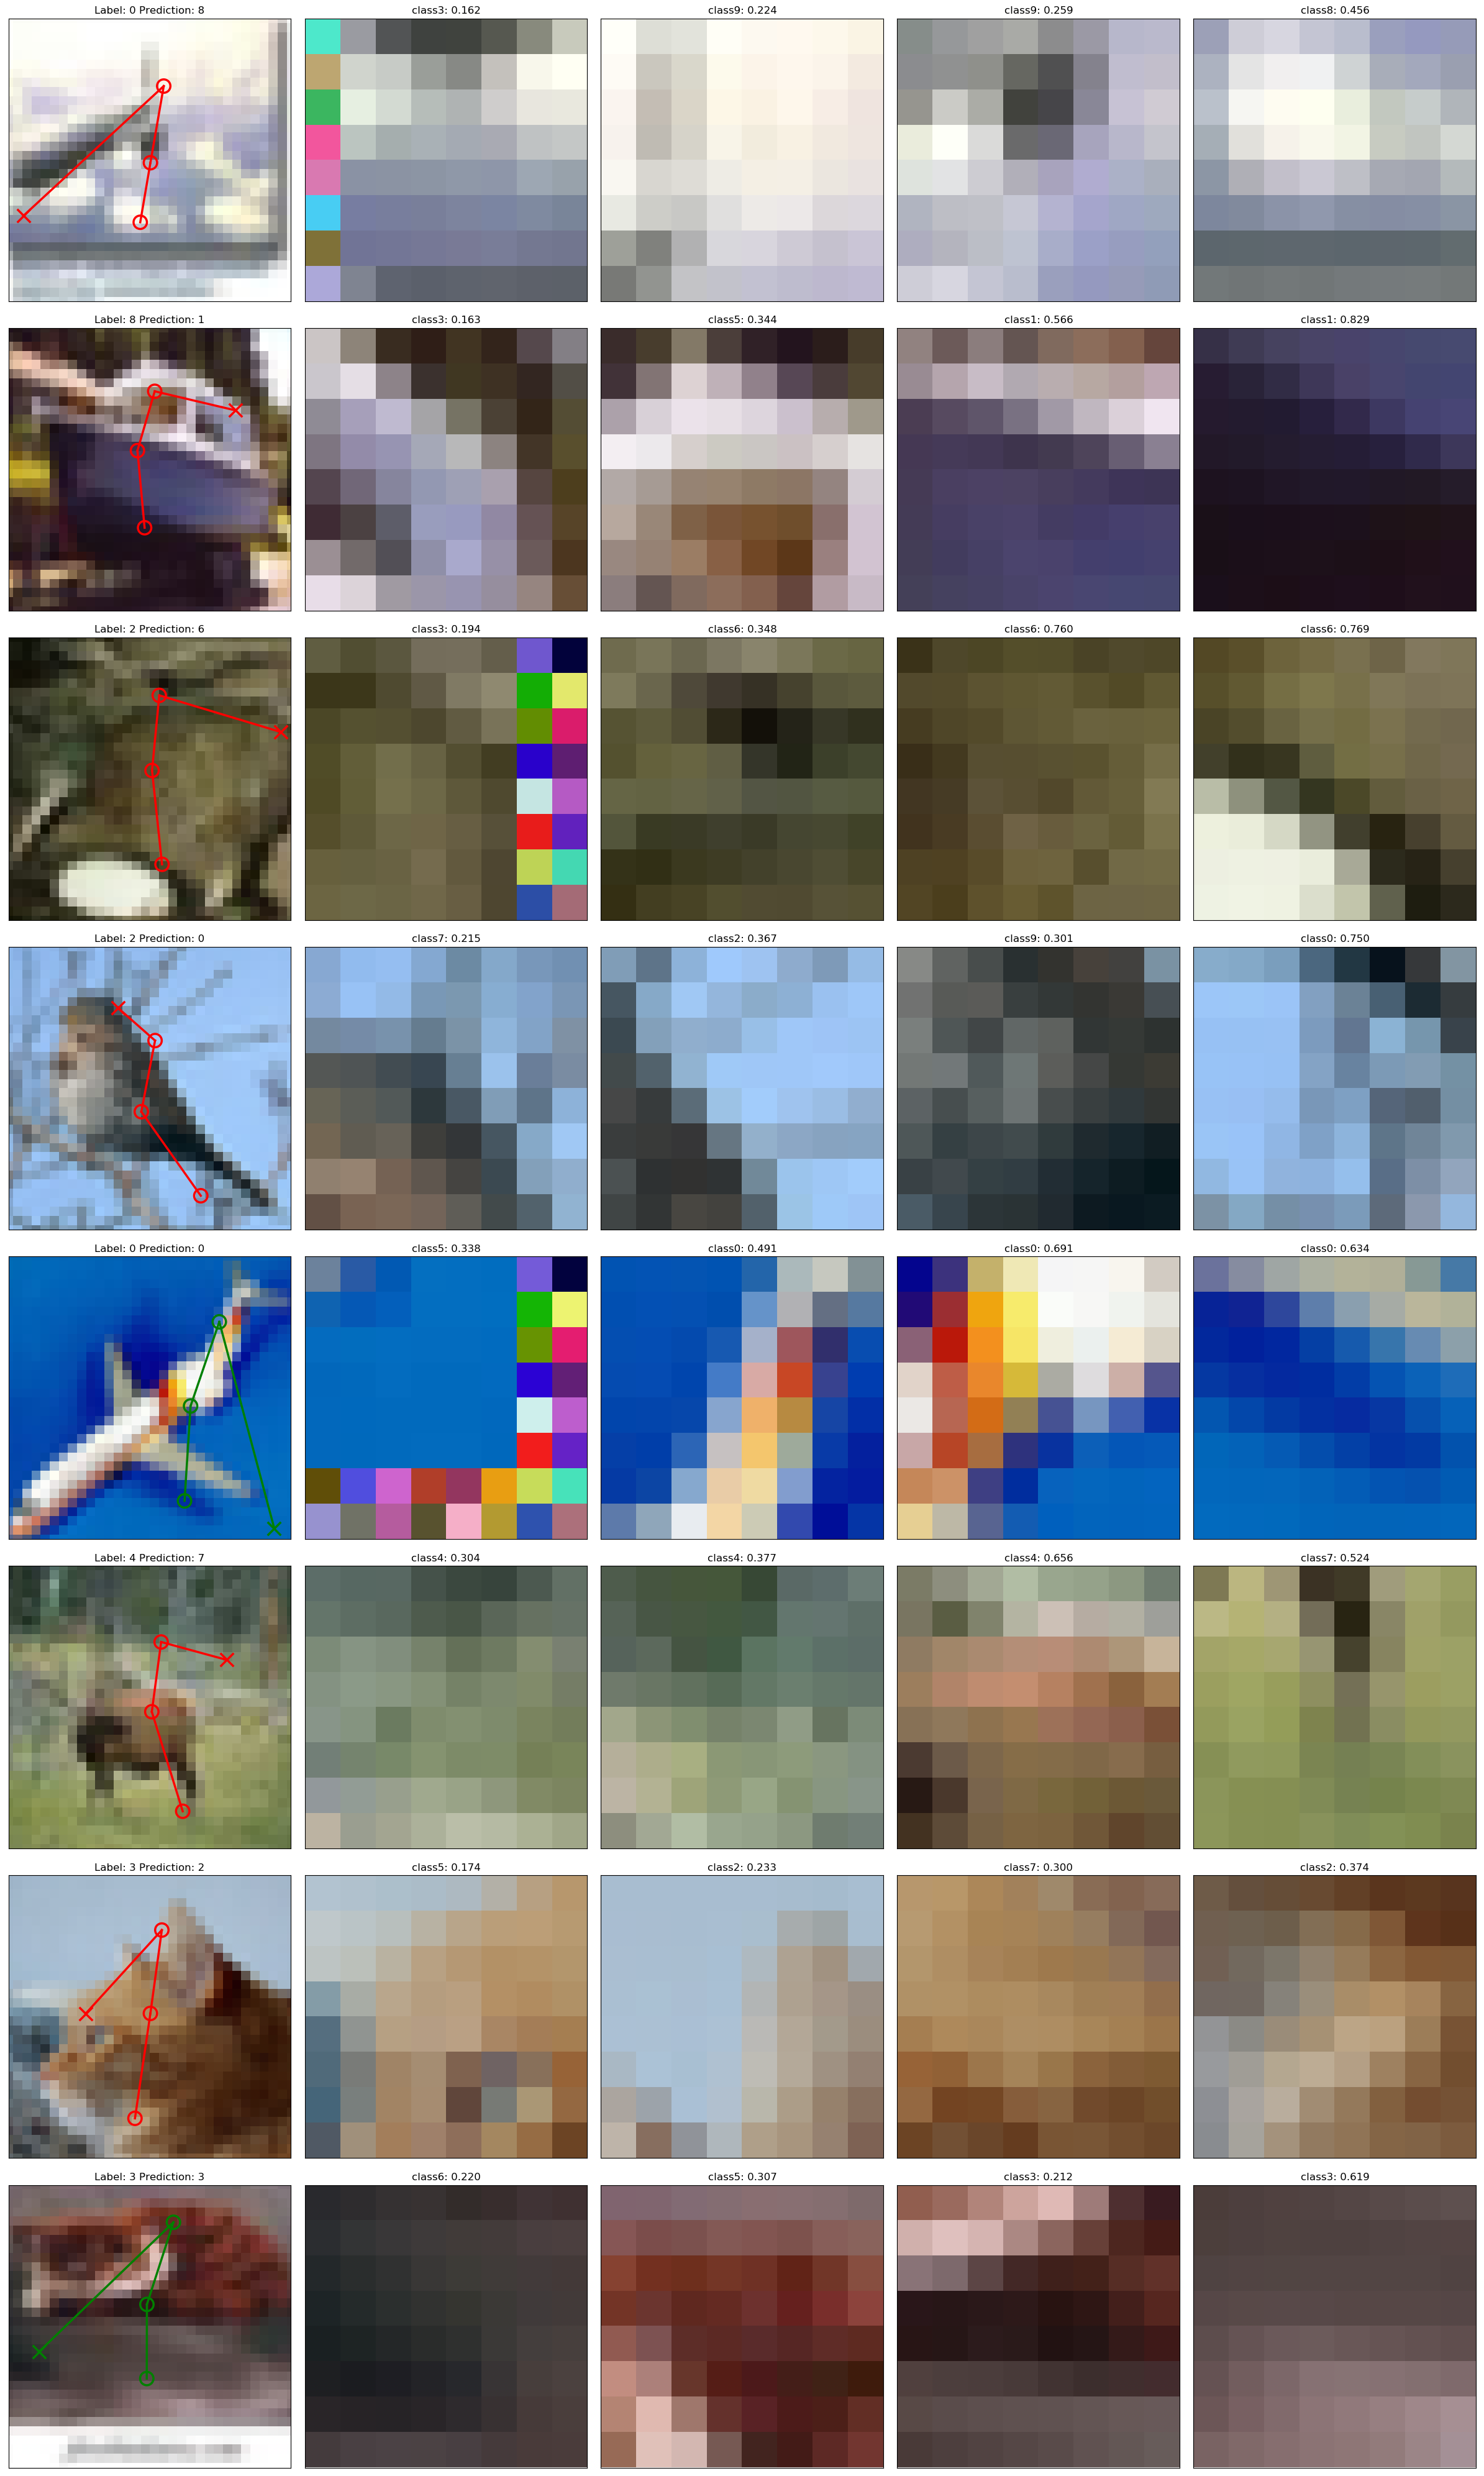 Label: 0 Prediction: 8
class3: 0.162
class9: 0.224
class9: 0.259
class8: 0.456
Label: 8 Prediction: 1
class3: 0.163
class5: 0.344
class1: 0.566
class1: 0.829
Label: 2 Prediction: 6
class3: 0.194
class6: 0.348
class6: 0.760
class6: 0.769
Label: 2 Prediction: 0
class7: 0.215
class2: 0.367
class9: 0.301
class0: 0.750
Label: 0 Prediction: 0
class5: 0.338
class0: 0.491
class0: 0.691
class0: 0.634
Label: 4 Prediction: 7
class4: 0.304
class4: 0.377
class4: 0.656
class7: 0.524
Label: 3 Prediction: 2
class5: 0.174
class2: 0.233
class7: 0.300
class2: 0.374
Label: 3 Prediction: 3
class6: 0.220
class5: 0.307
class3: 0.212
class3: 0.619